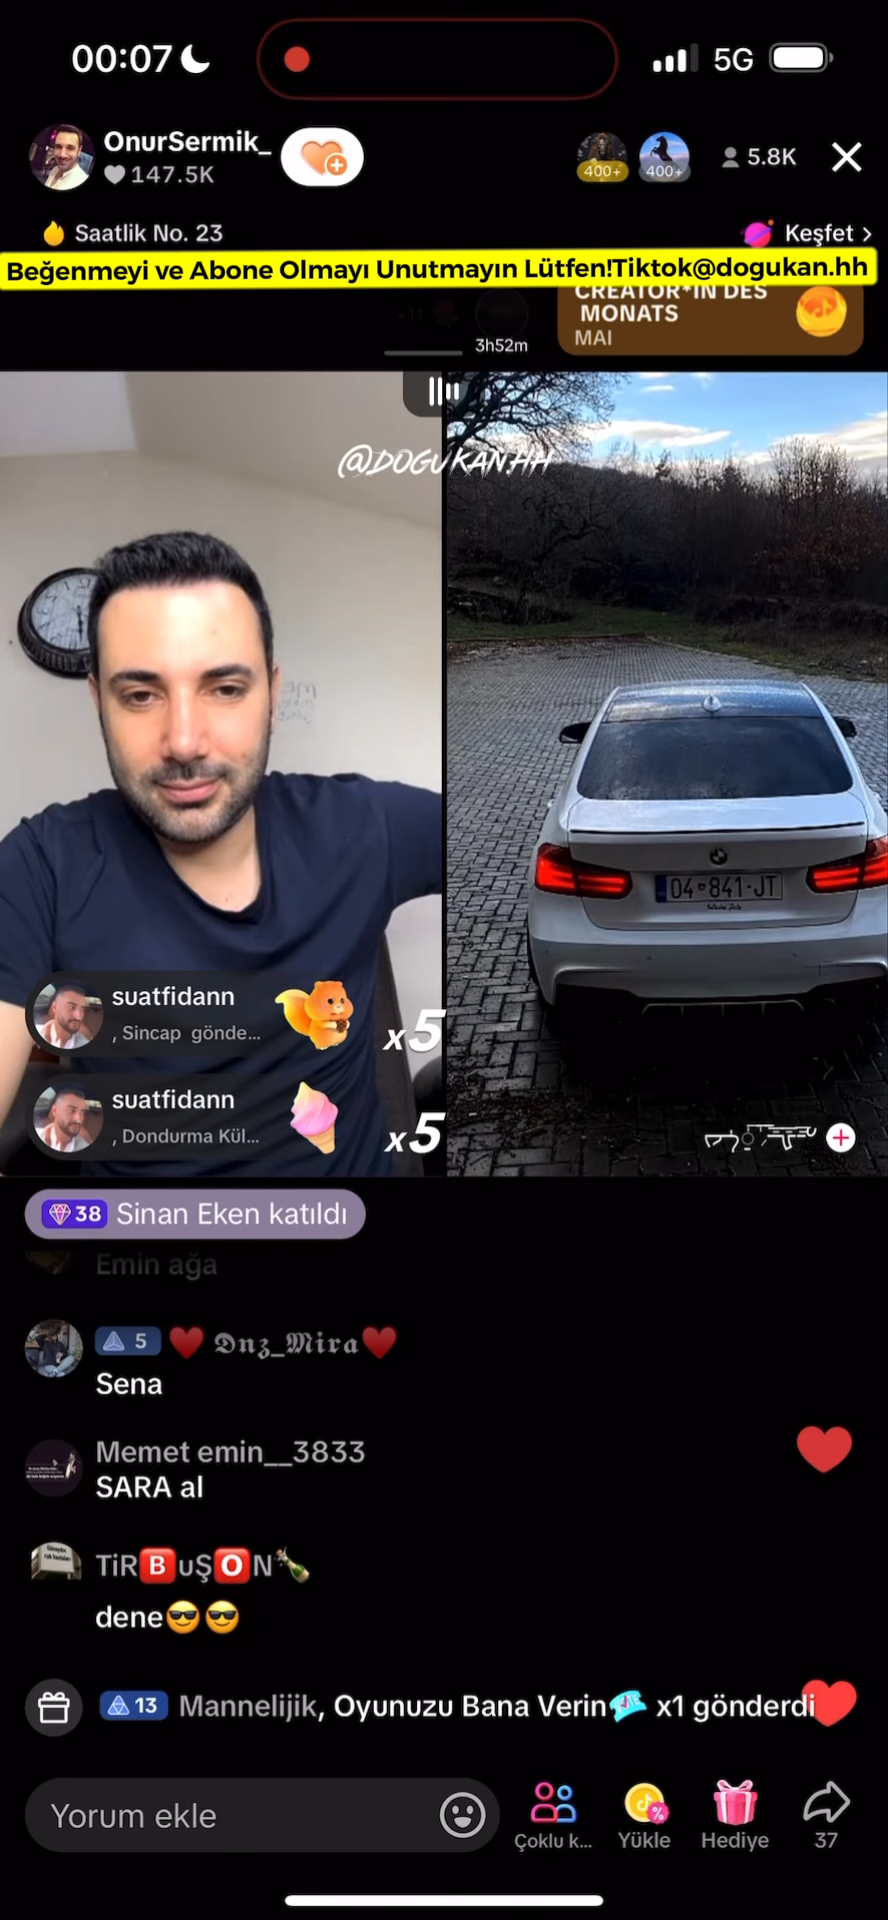 00:07
5G
OnurSermik_
147.5K
400+
400+
5.8K
Saatlik No. 23
Keşfet >
Beğenmeyi ve Abone Olmayı Unutmayın Lütfen!Tiktok@dogukan.hh
CREATOR*IN DES
MONATS
MAI
3h52m
@DOGUKAN.HH
04-841-JT
suatfidann
, Sincap gönde...
x5
suatfidann
, Dondurma Kül...
x5
38 Sinan Eken katıldı
Emin ağa
5 ❤️ 𝕯𝖓𝖟_𝕸𝖎𝖗𝖆❤️
Sena
Memet emin__3833
SARA al
TiR🅱️uŞ🅾️N🍾
dene😎😎
13 Mannelijik, Oyunuzu Bana Verin x1 gönderdi
Yorum ekle
Çoklu k...
Yükle
Hediye
37